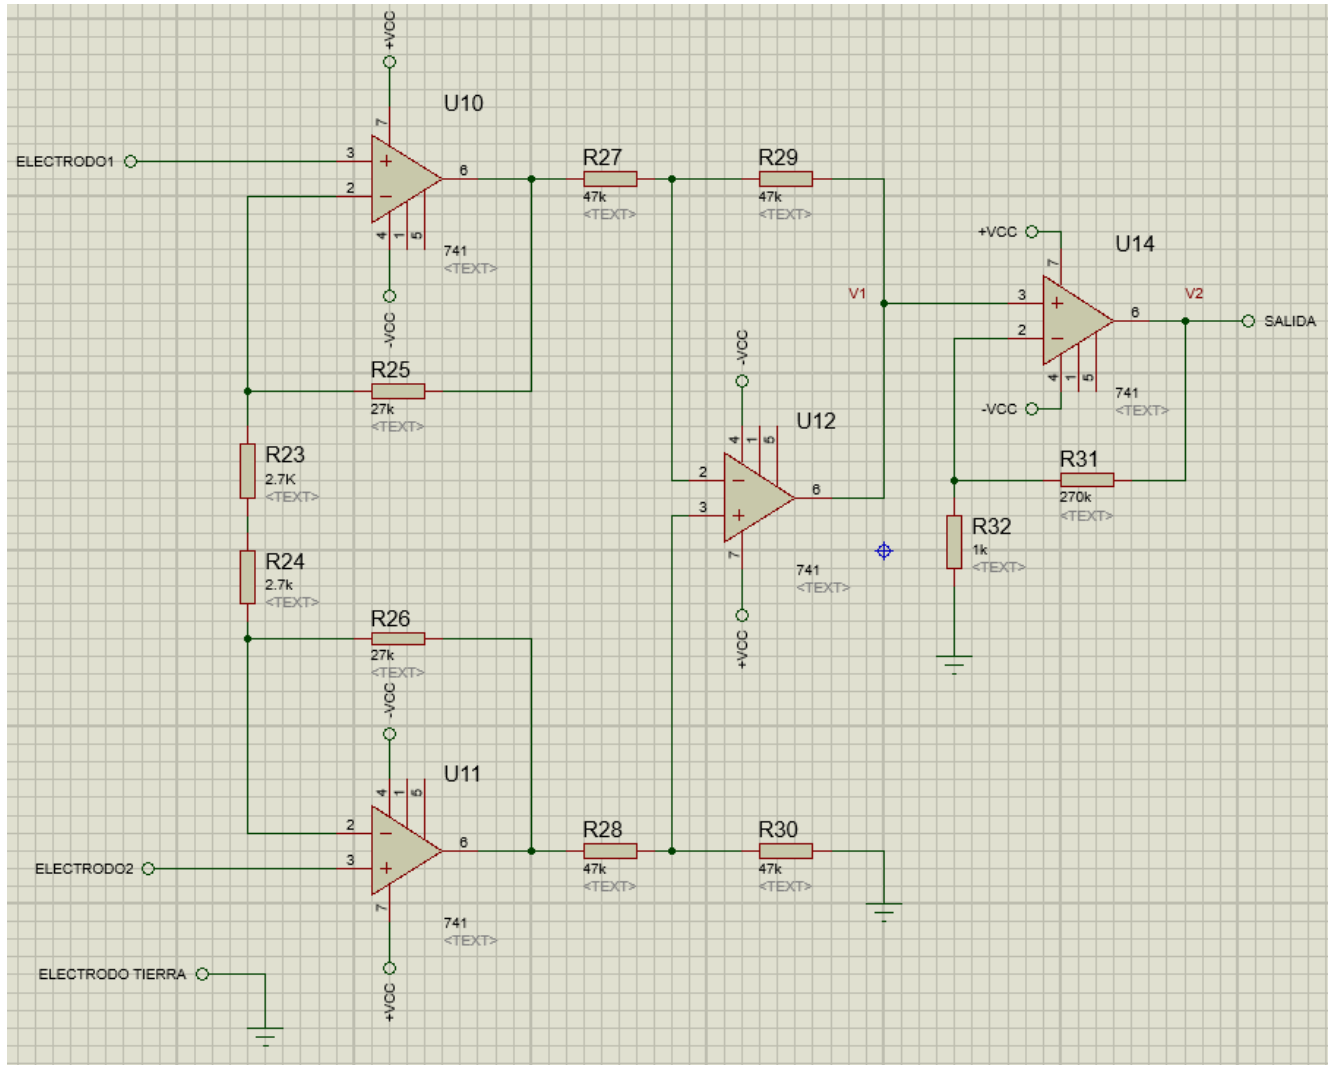 +VCC
U10
7
ELECTRODO1
3
+
2
−
6
4
1
5
741
<TEXT>
-VCC
R27
47k
<TEXT>
R29
47k
<TEXT>
+VCC
U14
7
V1
3
+
2
−
6
V2
SALIDA
4
1
5
-VCC
741
<TEXT>
R25
27k
<TEXT>
-VCC
U12
4
1
5
2
−
3
+
6
7
741
<TEXT>
+VCC
R23
2.7K
<TEXT>
R24
2.7k
<TEXT>
R31
270k
<TEXT>
R32
1k
<TEXT>
R26
27k
<TEXT>
-VCC
U11
4
1
5
2
−
ELECTRODO2
3
+
6
7
741
<TEXT>
+VCC
R28
47k
<TEXT>
R30
47k
<TEXT>
ELECTRODO TIERRA